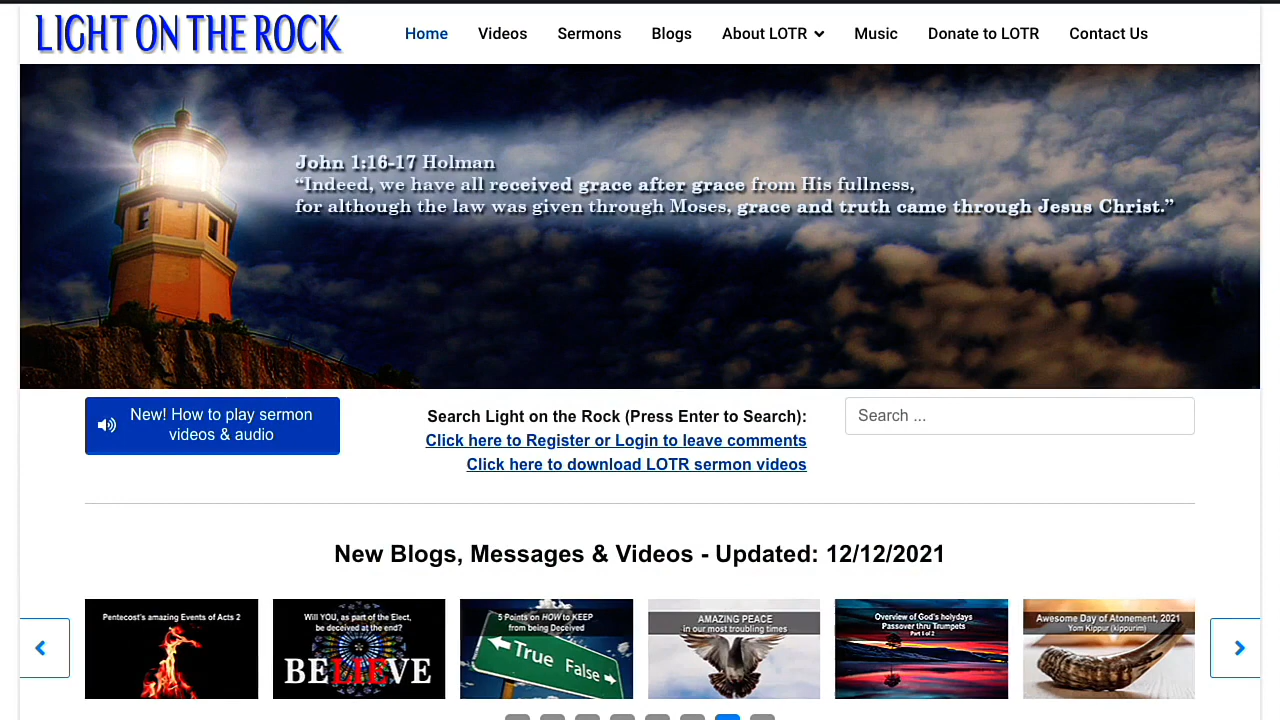 LIGHT ON THE ROCK
Home Videos Sermons Blogs About LOTR Music Donate to LOTR Contact Us
John 1:16-17 Holman
“Indeed, we have all received grace after grace from His fullness,
for although the law was given through Moses, grace and truth came through Jesus Christ.”
New! How to play sermon
videos & audio
Search Light on the Rock (Press Enter to Search):
Click here to Register or Login to leave comments
Click here to download LOTR sermon videos
Search ...
New Blogs, Messages & Videos - Updated: 12/12/2021
Pentecost's amazing Events of Acts 2
Will YOU, as part of the Elect,
be deceived at the end?
BELIEVE
5 Points on HOW to KEEP
from being Deceived
True False
AMAZING PEACE
in our most troubling times
Overview of God's holydays
Passover thru Trumpets
Part 1 of 2
Awesome Day of Atonement, 2021
Yom Kippur (kippurim)